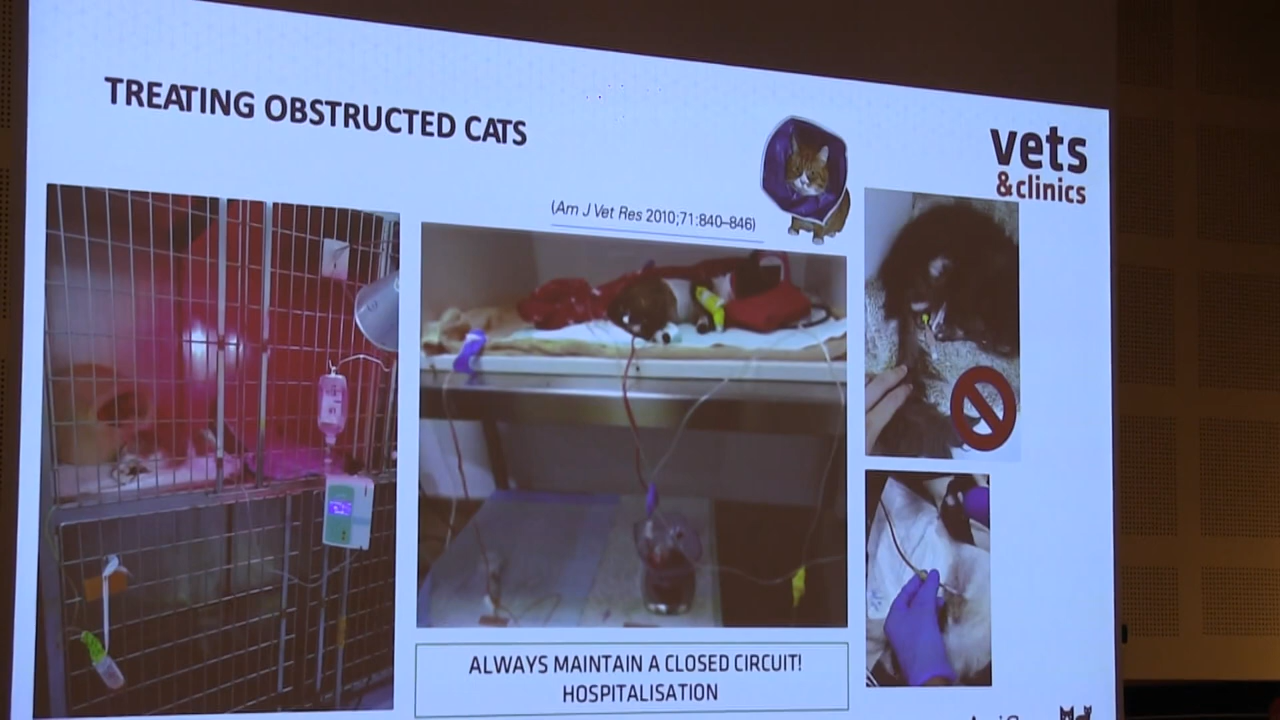 TREATING OBSTRUCTED CATS
vets
&clinics
(Am J Vet Res 2010;71:840–846)
ALWAYS MAINTAIN A CLOSED CIRCUIT!
HOSPITALISATION